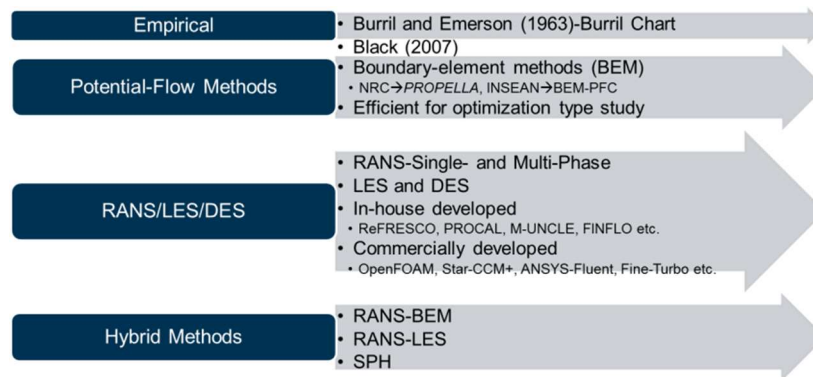 Empirical
• Burril and Emerson (1963)-Burril Chart
• Black (2007)
Potential-Flow Methods
• Boundary-element methods (BEM)
• NRC→PROPELLA, INSEAN→BEM-PFC
• Efficient for optimization type study
RANS/LES/DES
• RANS-Single- and Multi-Phase
• LES and DES
• In-house developed
• ReFRESCO, PROCAL, M-UNCLE, FINFLO etc.
• Commercially developed
• OpenFOAM, Star-CCM+, ANSYS-Fluent, Fine-Turbo etc.
Hybrid Methods
• RANS-BEM
• RANS-LES
• SPH